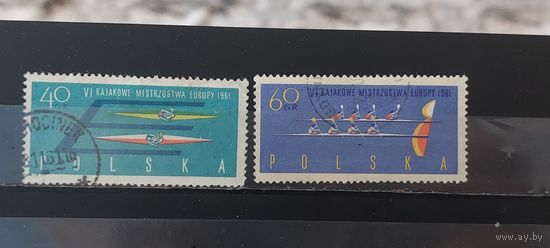 40
VI KAJAKOWE MISTRZOSTWA EUROPY 1961
POLSKA
60
GR
VI KAJAKOWE MISTRZOSTWA EUROPY 1961
POLSKA
www.ay.by